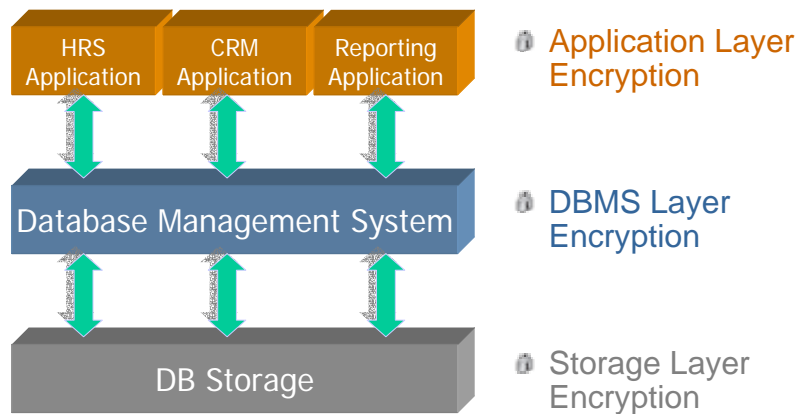 HRS
Application
CRM
Application
Reporting
Application
Application Layer
Encryption
Database Management System
DBMS Layer
Encryption
DB Storage
Storage Layer
Encryption